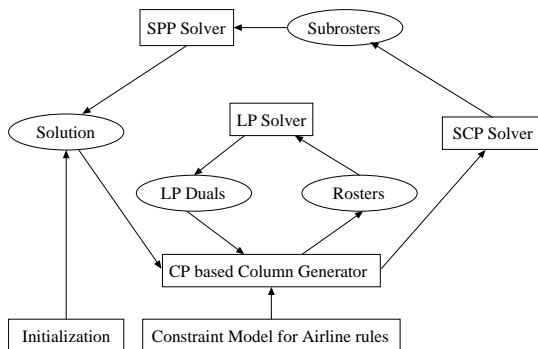 SPP Solver
Subrosters
Solution
LP Solver
SCP Solver
LP Duals
Rosters
CP based Column Generator
Initialization
Constraint Model for Airline rules